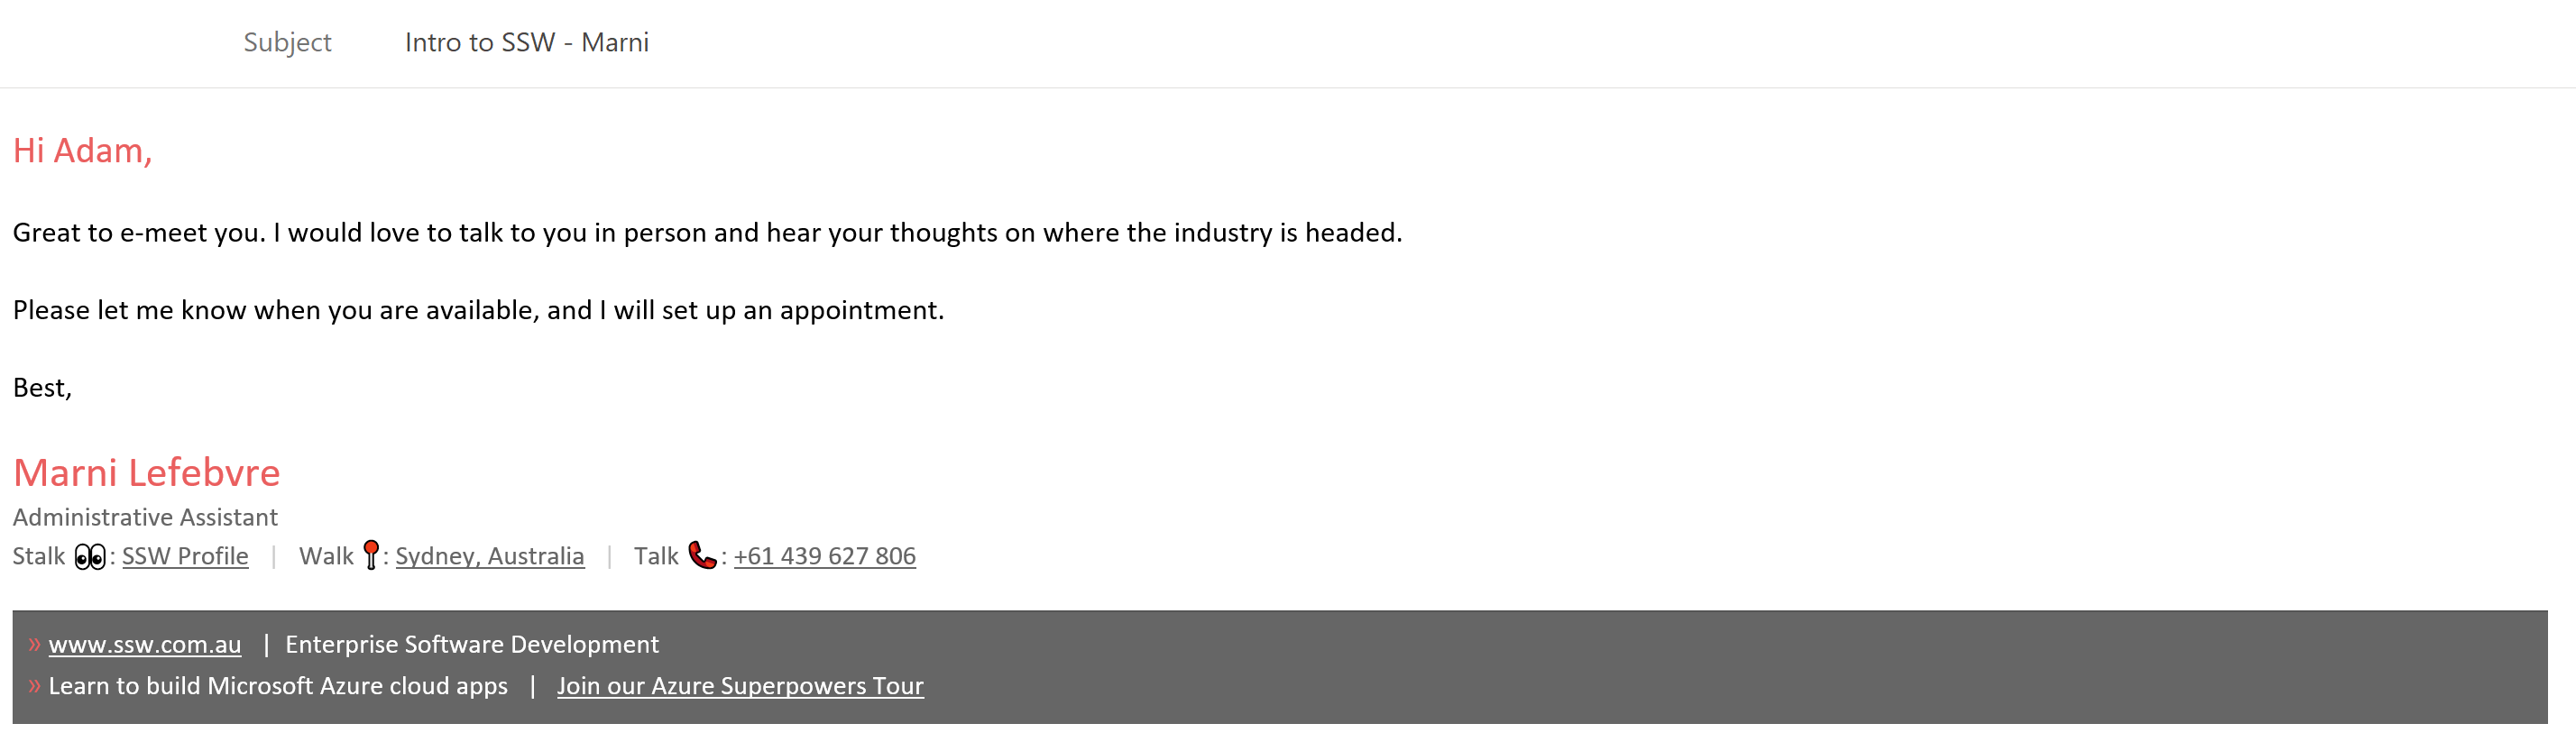 Subject Intro to SSW - Marni
Hi Adam,
Great to e-meet you. I would love to talk to you in person and hear your thoughts on where the industry is headed.
Please let me know when you are available, and I will set up an appointment.
Best,
Marni Lefebvre
Administrative Assistant
Stalk 👀: SSW Profile | Walk 📍: Sydney, Australia | Talk 📞: +61 439 627 806
» www.ssw.com.au | Enterprise Software Development
» Learn to build Microsoft Azure cloud apps | Join our Azure Superpowers Tour